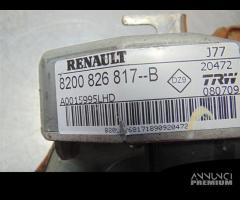 RENAULT
8200 826 817--B
J77
20472
DZ9
TRW
A0015995LHD
080709
ANNUNCI
PREMIUM